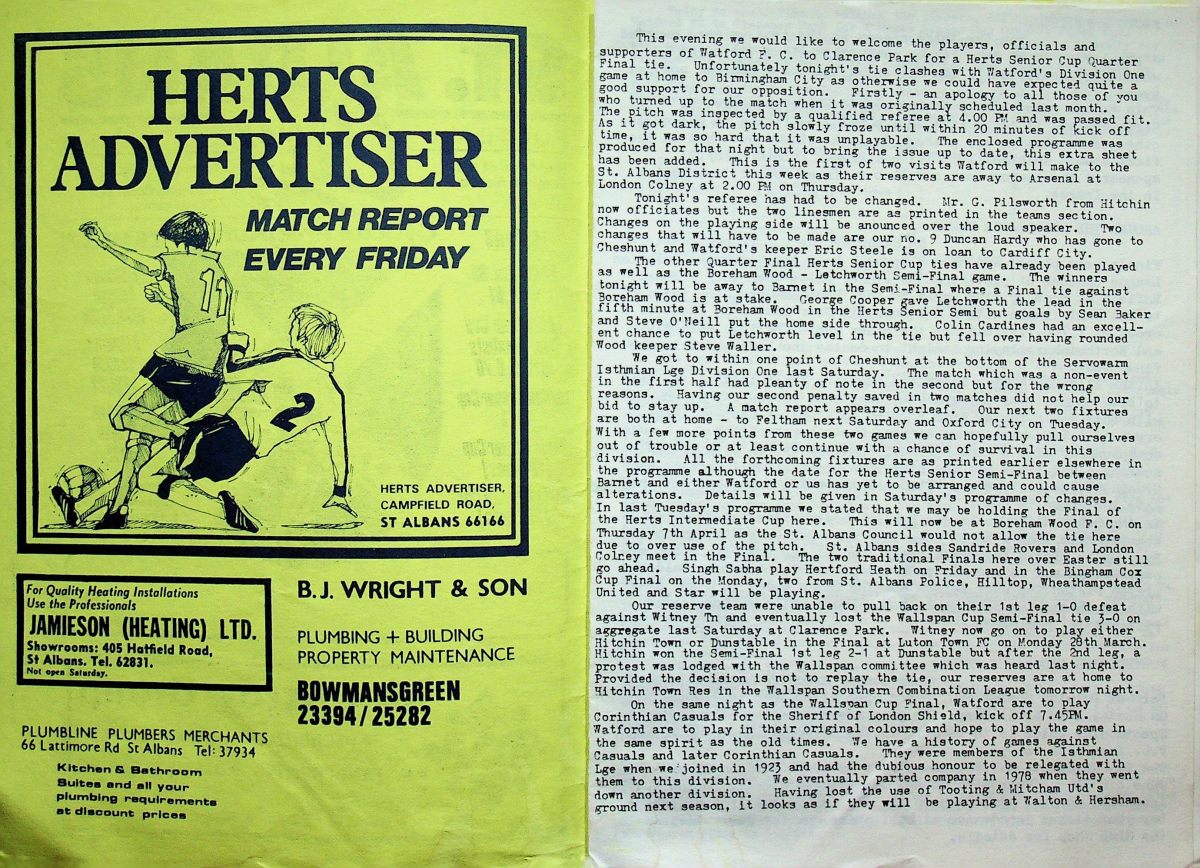 HERTS
ADVERTISER
MATCH REPORT
EVERY FRIDAY
11
2
HERTS ADVERTISER,
CAMPFIELD ROAD,
ST ALBANS 66166
For Quality Heating Installations
Use the Professionals
JAMIESON (HEATING) LTD.
Showrooms: 405 Hatfield Road,
St Albans. Tel. 62831.
Not open Saturday.
B.J. WRIGHT & SON
PLUMBING + BUILDING
PROPERTY MAINTENANCE
BOWMANSGREEN
23394/25282
PLUMBLINE PLUMBERS MERCHANTS
66 Lattimore Rd St Albans Tel: 37934
Kitchen & Bathroom
Suites and all your
plumbing requirements
at discount prices
This evening we would like to welcome the players, officials and
supporters of Watford F. C. to Clarence Park for a Herts Senior Cup Quarter
Final tie. Unfortunately tonight's tie clashes with Watford's Division One
game at home to Birmingham City as otherwise we could have expected quite a
good support for our opposition. Firstly - an apology to all those of you
who turned up to the match when it was originally scheduled last month.
The pitch was inspected by a qualified referee at 4.00 PM and was passed fit.
As it got dark, the pitch slowly froze until within 20 minutes of kick off
time, it was so hard that it was unplayable. The enclosed programme was
produced for that night but to bring the issue up to date, this extra sheet
has been added. This is the first of two visits Watford will make to the
St. Albans District this week as their reserves are away to Arsenal at
London Colney at 2.00 PM on Thursday.
Tonight's referee has had to be changed. Mr. G. Pilsworth from Hitchin
now officiates but the two linesmen are as printed in the teams section.
Changes on the playing side will be anounced over the loud speaker. Two
changes that will have to be made are our no. 9 Duncan Hardy who has gone to
Cheshunt and Watford's keeper Eric Steele is on loan to Cardiff City.
The other Quarter Final Herts Senior Cup ties have already been played
as well as the Boreham Wood - Letchworth Semi-Final game. The winners
tonight will be away to Barnet in the Semi-Final where a Final tie against
Boreham Wood is at stake. George Cooper gave Letchworth the lead in the
fifth minute at Boreham Wood in the Herts Senior Semi but goals by Sean Baker
and Steve O'Neill put the home side through. Colin Cardines had an excell-
ent chance to put Letchworth level in the tie but fell over having rounded
Wood keeper Steve Waller.
We got to within one point of Cheshunt at the bottom of the Servowarm
Isthmian Lge Division One last Saturday. The match which was a non-event
in the first half had pleanty of note in the second but for the wrong
reasons. Having our second penalty saved in two matches did not help our
bid to stay up. A match report appears overleaf. Our next two fixtures
are both at home - to Feltham next Saturday and Oxford City on Tuesday.
With a few more points from these two games we can hopefully pull ourselves
out of trouble or at least continue with a chance of survival in this
division. All the forthcoming fixtures are as printed earlier elsewhere in
the programme although the date for the Herts Senior Semi-Final between
Barnet and either Watford or us has yet to be arranged and could cause
alterations. Details will be given in Saturday's programme of changes.
In last Tuesday's programme we stated that we may be holding the Final of
the Herts Intermediate Cup here. This will now be at Boreham Wood F. C. on
Thursday 7th April as the St. Albans Council would not allow the tie here
due to over use of the pitch. St. Albans sides Sandride Rovers and London
Colney meet in the Final. The two traditional Finals here over Easter still
go ahead. Singh Sabha play Hertford Heath on Friday and in the Bingham Cox
Cup Final on the Monday, two from St. Albans Police, Hilltop, Wheathampstead
United and Star will be playing.
Our reserve team were unable to pull back on their 1st leg 1-0 defeat
against Witney Tn and eventually lost the Wallspan Cup Semi-Final tie 3-0 on
aggregate last Saturday at Clarence Park. Witney now go on to play either
Hitchin Town or Dunstable in the Final at Luton Town FC on Monday 28th March.
Hitchin won the Semi-Final 1st leg 2-1 at Dunstable but after the 2nd leg, a
protest was lodged with the Wallspan committee which was heard last night.
Provided the decision is not to replay the tie, our reserves are at home to
Hitchin Town Res in the Wallspan Southern Combination League tomorrow night.
On the same night as the Wallspan Cup Final, Watford are to play
Corinthian Casuals for the Sheriff of London Shield, kick off 7.45PM.
Watford are to play in their original colours and hope to play the game in
the same spirit as the old times. We have a history of games against
Casuals and later Corinthian Casuals. They were members of the Isthmian
Lge when we joined in 1923 and had the dubious honour to be relegated with
them to this division. We eventually parted company in 1978 when they went
down another division. Having lost the use of Tooting & Mitcham Utd's
ground next season, it looks as if they will be playing at Walton & Hersham.